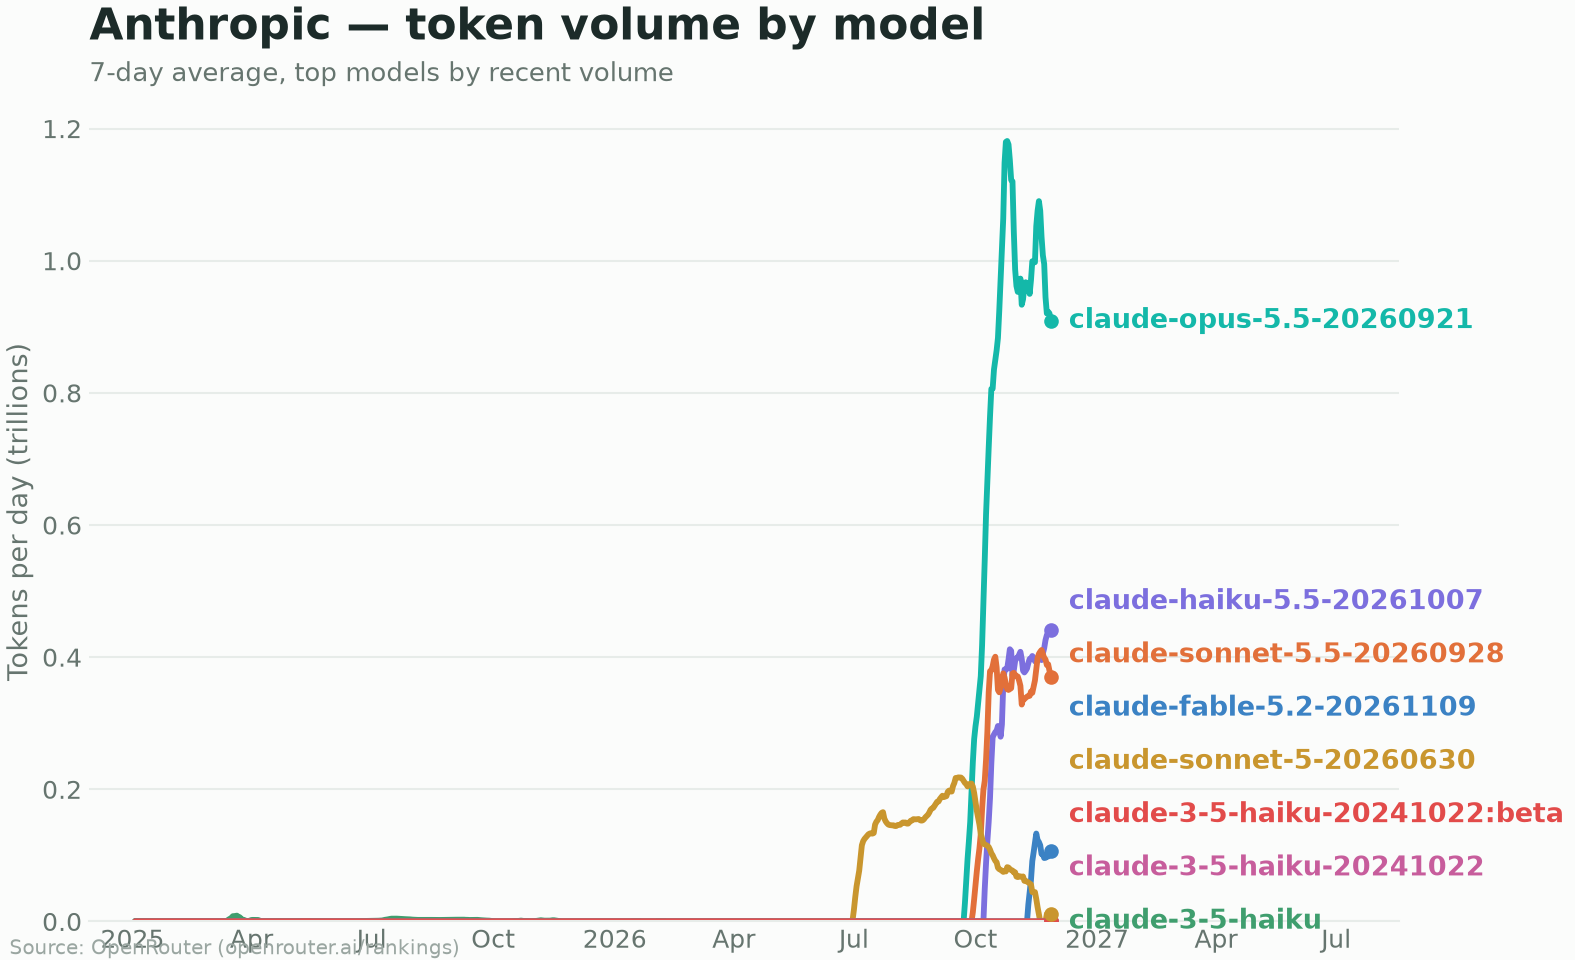 Anthropic — token volume by model
7-day average, top models by recent volume
Tokens per day (trillions)
1.2
1.0
0.8
0.6
0.4
0.2
0.0
claude-opus-5.5-20260921
claude-haiku-5.5-20261007
claude-sonnet-5.5-20260928
claude-fable-5.2-20261109
claude-sonnet-5-20260630
claude-3-5-haiku-20241022:beta
claude-3-5-haiku-20241022
claude-3-5-haiku
2025 Apr Jul Oct 2026 Apr Jul Oct 2027 Apr Jul
Source: OpenRouter (openrouter.ai/rankings)